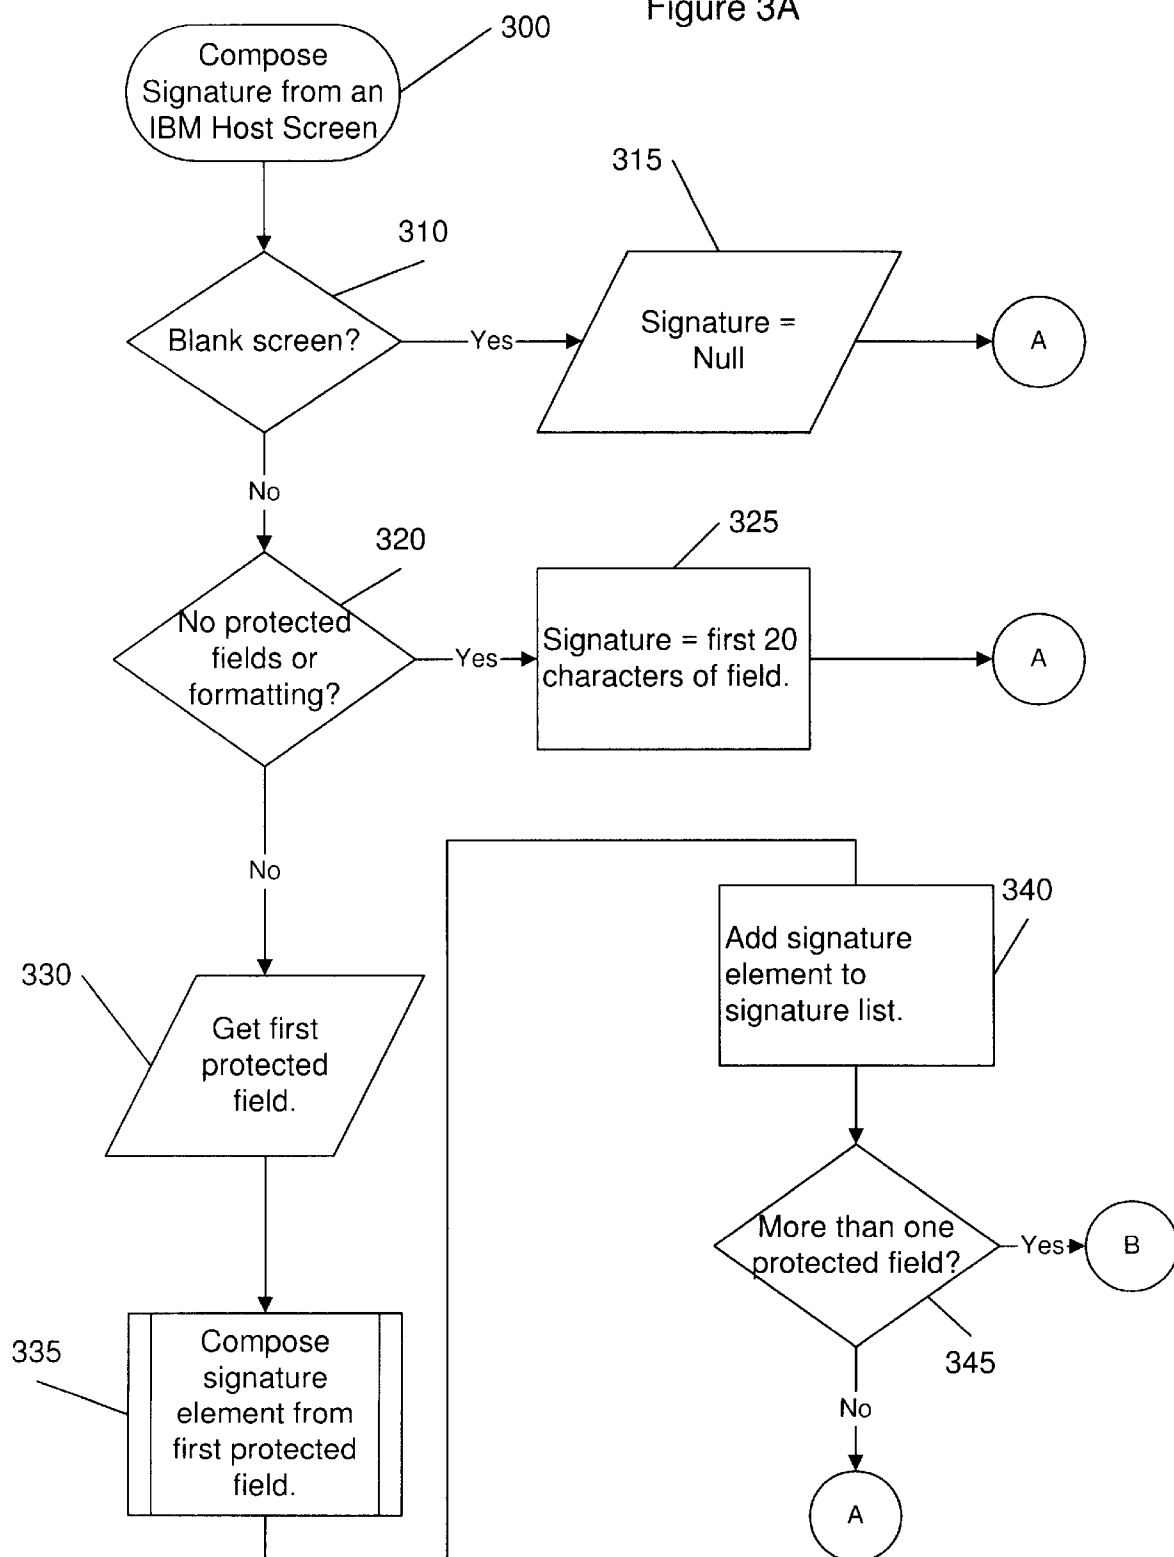 Figure 3A
300
Compose
Signature from an
IBM Host Screen
315
310
Blank screen?
Yes
Signature =
Null
A
No
320
325
No protected
fields or
formatting?
Yes
Signature = first 20
characters of field.
A
No
340
Add signature
element to
signature list.
330
Get first
protected
field.
More than one
protected field?
Yes
B
345
335
Compose
signature
element from
first protected
field.
No
A